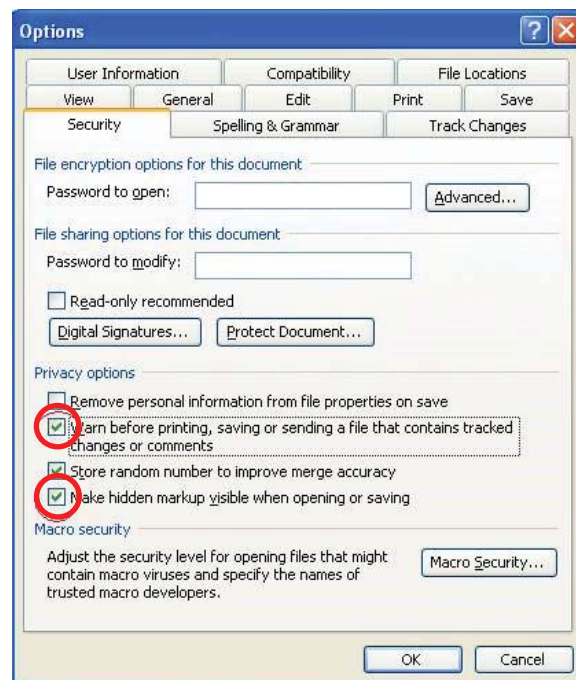 Options
User Information Compatibility File Locations
View General Edit Print Save
Security Spelling & Grammar Track Changes
File encryption options for this document
Password to open: Advanced...
File sharing options for this document
Password to modify:
Read-only recommended
Digital Signatures... Protect Document...
Privacy options
Remove personal information from file properties on save
Warn before printing, saving or sending a file that contains tracked
changes or comments
Store random number to improve merge accuracy
Make hidden markup visible when opening or saving
Macro security
Adjust the security level for opening files that might
contain macro viruses and specify the names of
trusted macro developers.
Macro Security...
OK Cancel